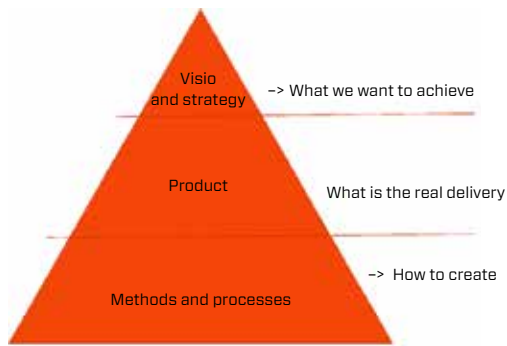 Visio
and strategy
–> What we want to achieve
Product
What is the real delivery
–> How to create
Methods and processes